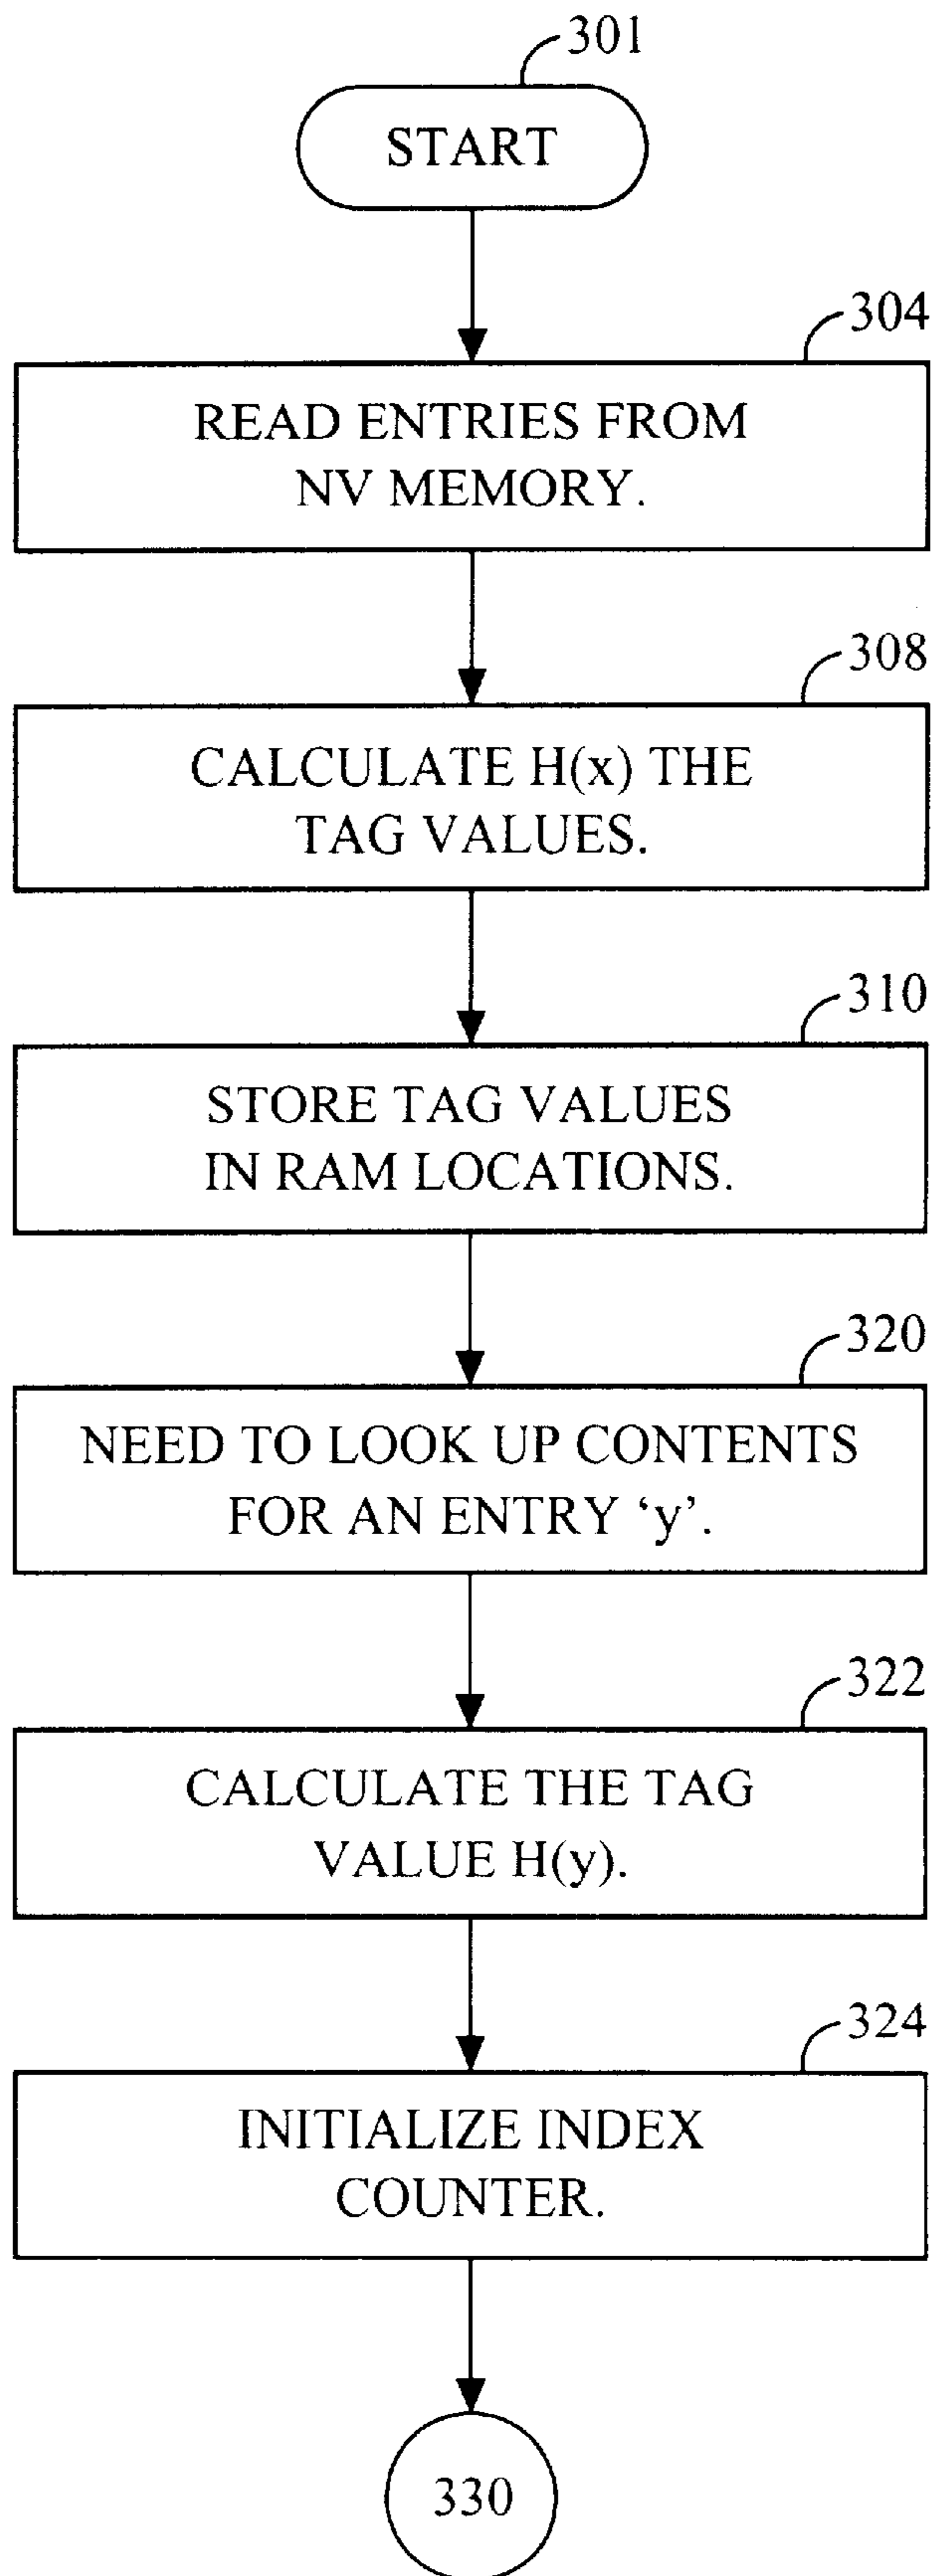 301
START
304
READ ENTRIES FROM
NV MEMORY.
308
CALCULATE H(x) THE
TAG VALUES.
310
STORE TAG VALUES
IN RAM LOCATIONS.
320
NEED TO LOOK UP CONTENTS
FOR AN ENTRY ‘y’.
322
CALCULATE THE TAG
VALUE H(y).
324
INITIALIZE INDEX
COUNTER.
330